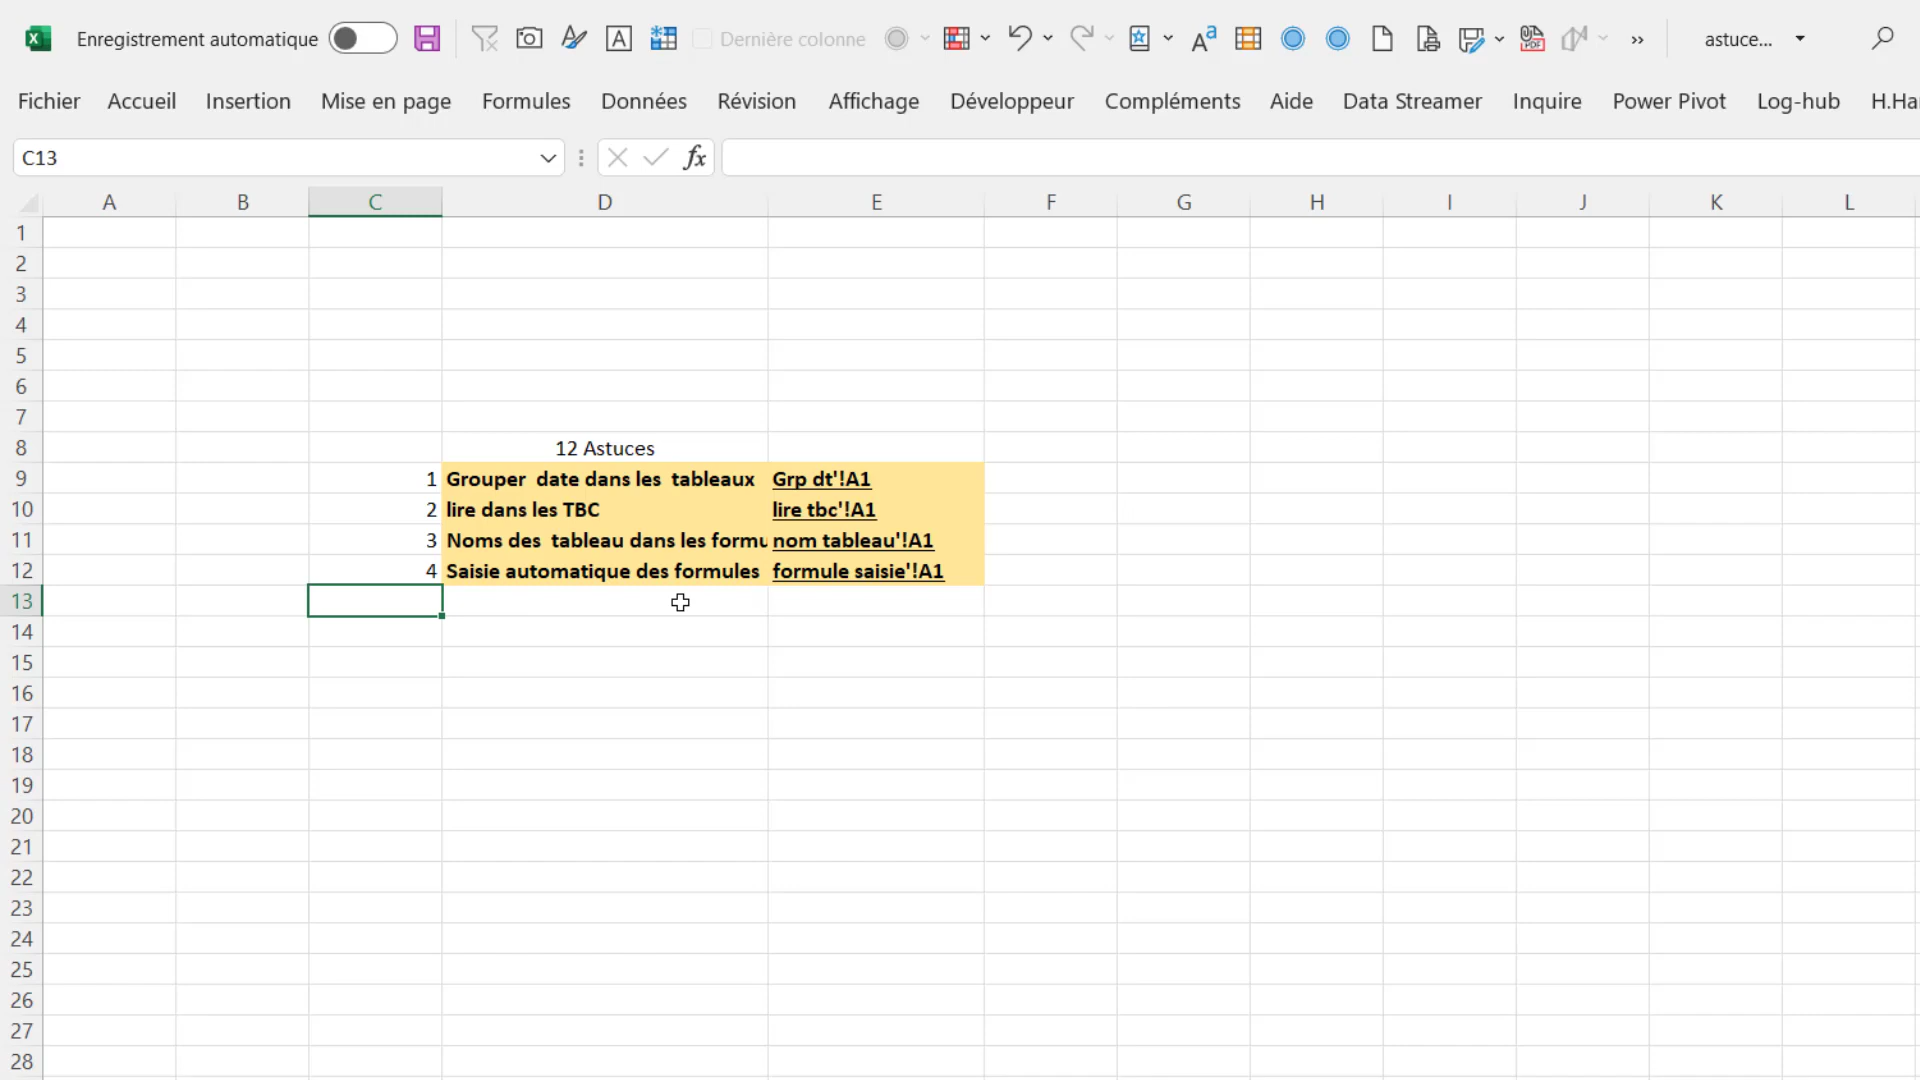 Enregistrement automatique
Dernière colonne
astuce...
Fichier Accueil Insertion Mise en page Formules Données Révision Affichage Développeur Compléments Aide Data Streamer Inquire Power Pivot Log-hub H.Ha
C13
fx
A B C D E F G H I J K L
1
2
3
4
5
6
7
8 12 Astuces
9 1 Grouper date dans les tableaux Grp dt'!A1
10 2 lire dans les TBC lire tbc'!A1
11 3 Noms des tableau dans les formu nom tableau'!A1
12 4 Saisie automatique des formules formule saisie'!A1
13
14
15
16
17
18
19
20
21
22
23
24
25
26
27
28